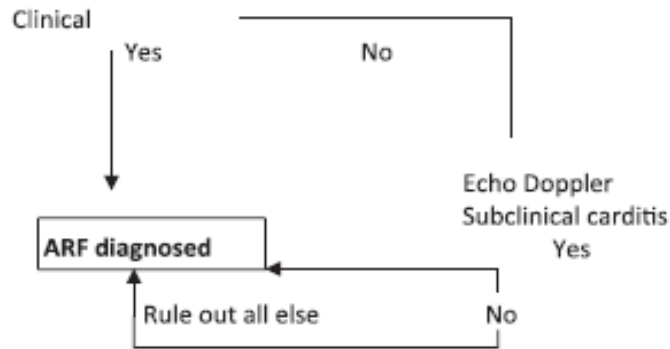 Clinical
Yes
No
Echo Doppler
Subclinical carditis
Yes
ARF diagnosed
Rule out all else
No